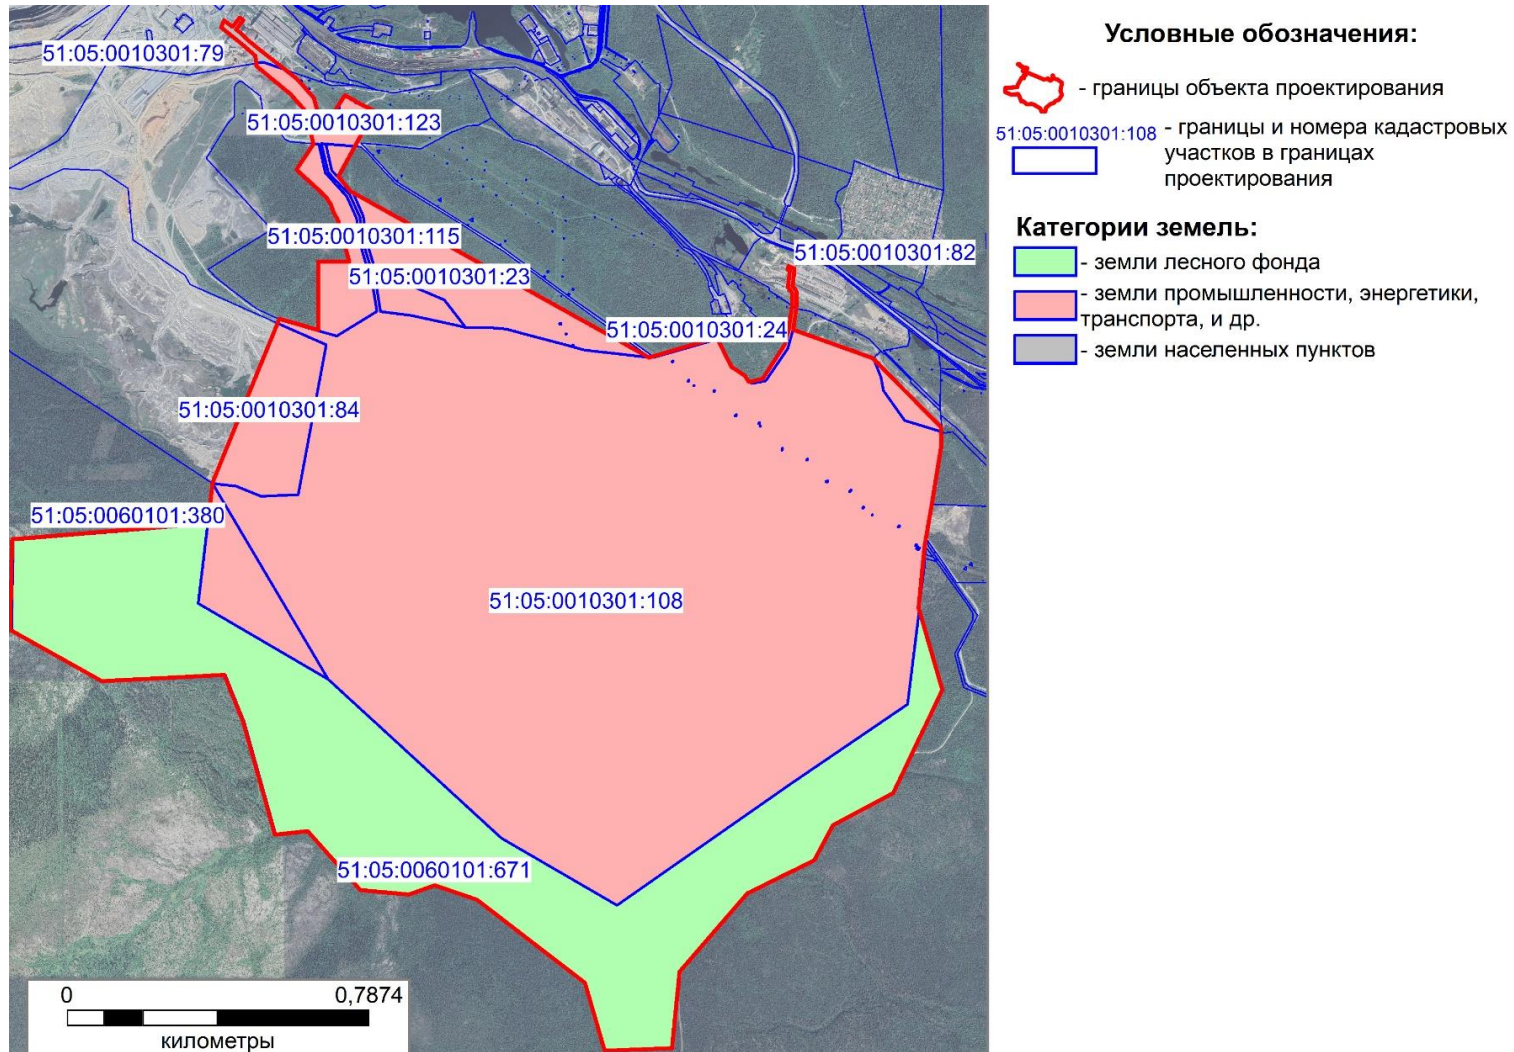 51:05:0010301:79
51:05:0010301:123
51:05:0010301:115
51:05:0010301:23
51:05:0010301:82
51:05:0010301:24
51:05:0010301:84
51:05:0060101:380
51:05:0010301:108
51:05:0060101:671
0 0,7874
километры
Условные обозначения:
- границы объекта проектирования
51:05:0010301:108 - границы и номера кадастровых
участков в границах
проектирования
Категории земель:
- земли лесного фонда
- земли промышленности, энергетики,
транспорта, и др.
- земли населенных пунктов